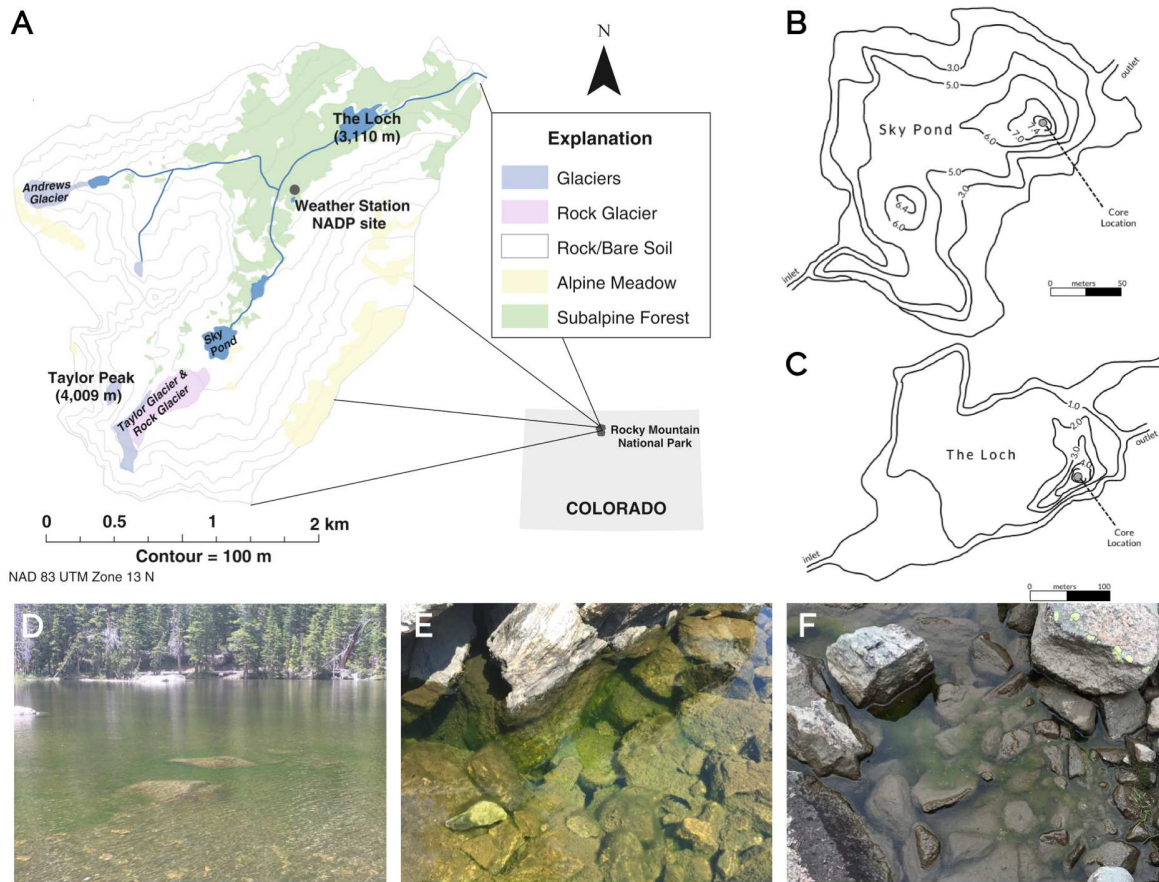 A
N
The Loch
(3,110 m)
Andrews
Glacier
Weather Station
NADP site
Sky
Pond
Taylor Peak
(4,009 m)
Taylor Glacier &
Rock Glacier
Explanation
Glaciers
Rock Glacier
Rock/Bare Soil
Alpine Meadow
Subalpine Forest
Rocky Mountain
National Park
COLORADO
0 0.5 1 2 km
Contour = 100 m
NAD 83 UTM Zone 13 N
B
3.0
outlet
5.0
Sky Pond
7.4
7.0
6.0
5.0
3.0
6.4
6.0
Core
Location
inlet
0 meters 50
C
1.0
2.0
outlet
3.0
The Loch
4.0
Core
Location
inlet
0 meters 100
D
E
F